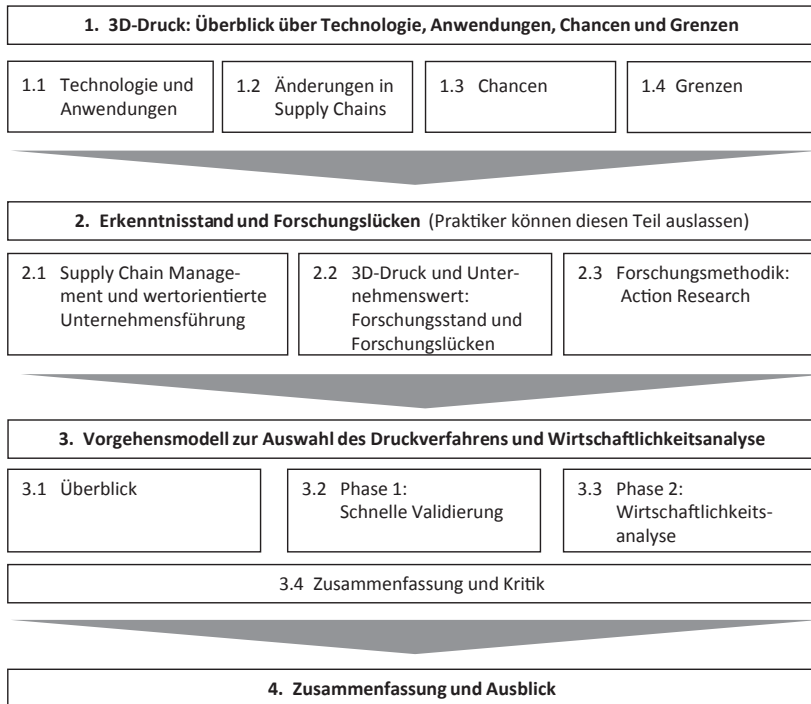 1. 3D-Druck: Überblick über Technologie, Anwendungen, Chancen und Grenzen
1.1 Technologie und
Anwendungen
1.2 Änderungen in
Supply Chains
1.3 Chancen
1.4 Grenzen
2. Erkenntnisstand und Forschungslücken (Praktiker können diesen Teil auslassen)
2.1 Supply Chain Manage-
ment und wertorientierte
Unternehmensführung
2.2 3D-Druck und Unter-
nehmenswert:
Forschungsstand und
Forschungslücken
2.3 Forschungsmethodik:
Action Research
3. Vorgehensmodell zur Auswahl des Druckverfahrens und Wirtschaftlichkeitsanalyse
3.1 Überblick
3.2 Phase 1:
Schnelle Validierung
3.3 Phase 2:
Wirtschaftlichkeits-
analyse
3.4 Zusammenfassung und Kritik
4. Zusammenfassung und Ausblick